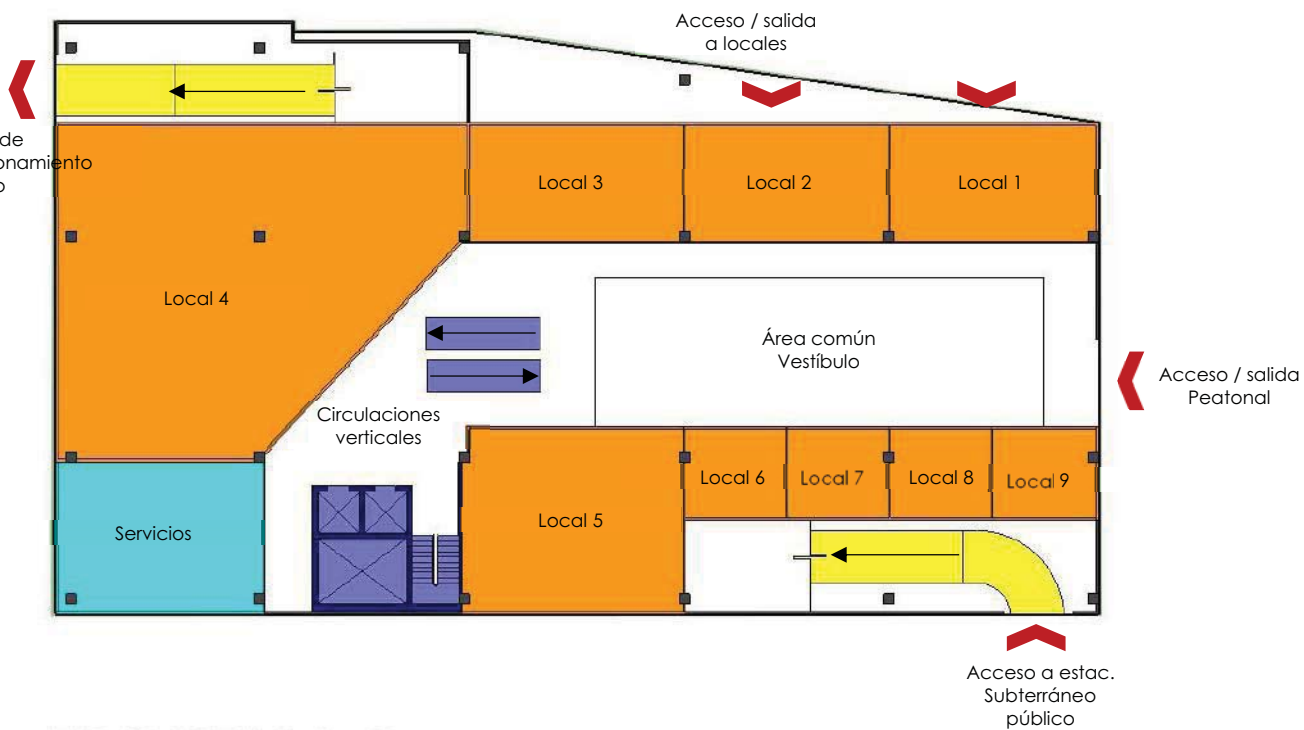 Acceso / salida
a locales
de
onamiento
Local 3
Local 2
Local 1
Local 4
Área común
Vestíbulo
Acceso / salida
Peatonal
Circulaciones
verticales
Local 6
Local 7
Local 8
Local 9
Local 5
Servicios
Acceso a estac.
Subterráneo
público